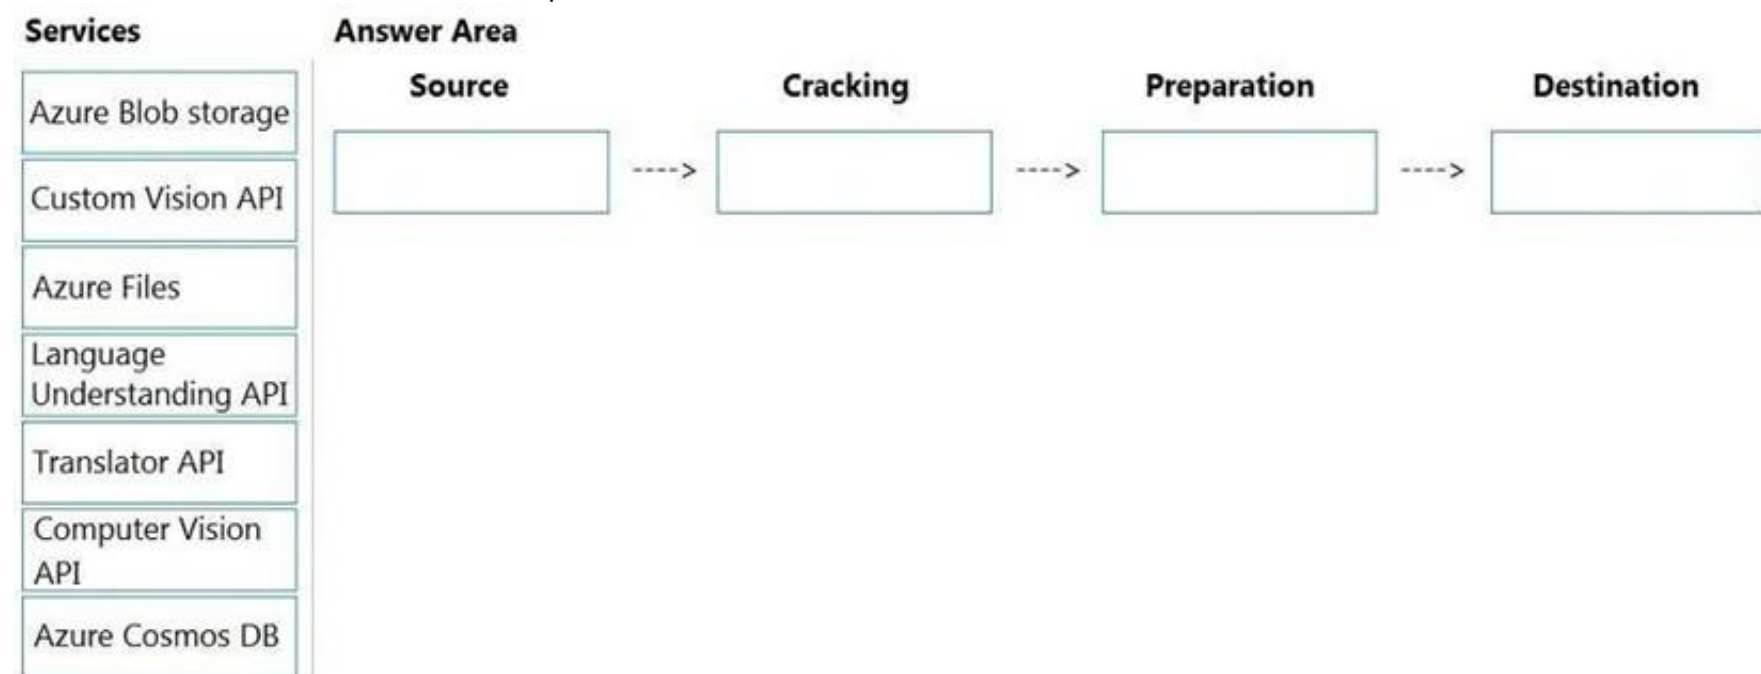 Services
Answer Area
Source
Cracking
Preparation
Destination
Azure Blob storage
Custom Vision API
Azure Files
Language
Understanding API
Translator API
Computer Vision
API
Azure Cosmos DB
---->
---->
---->